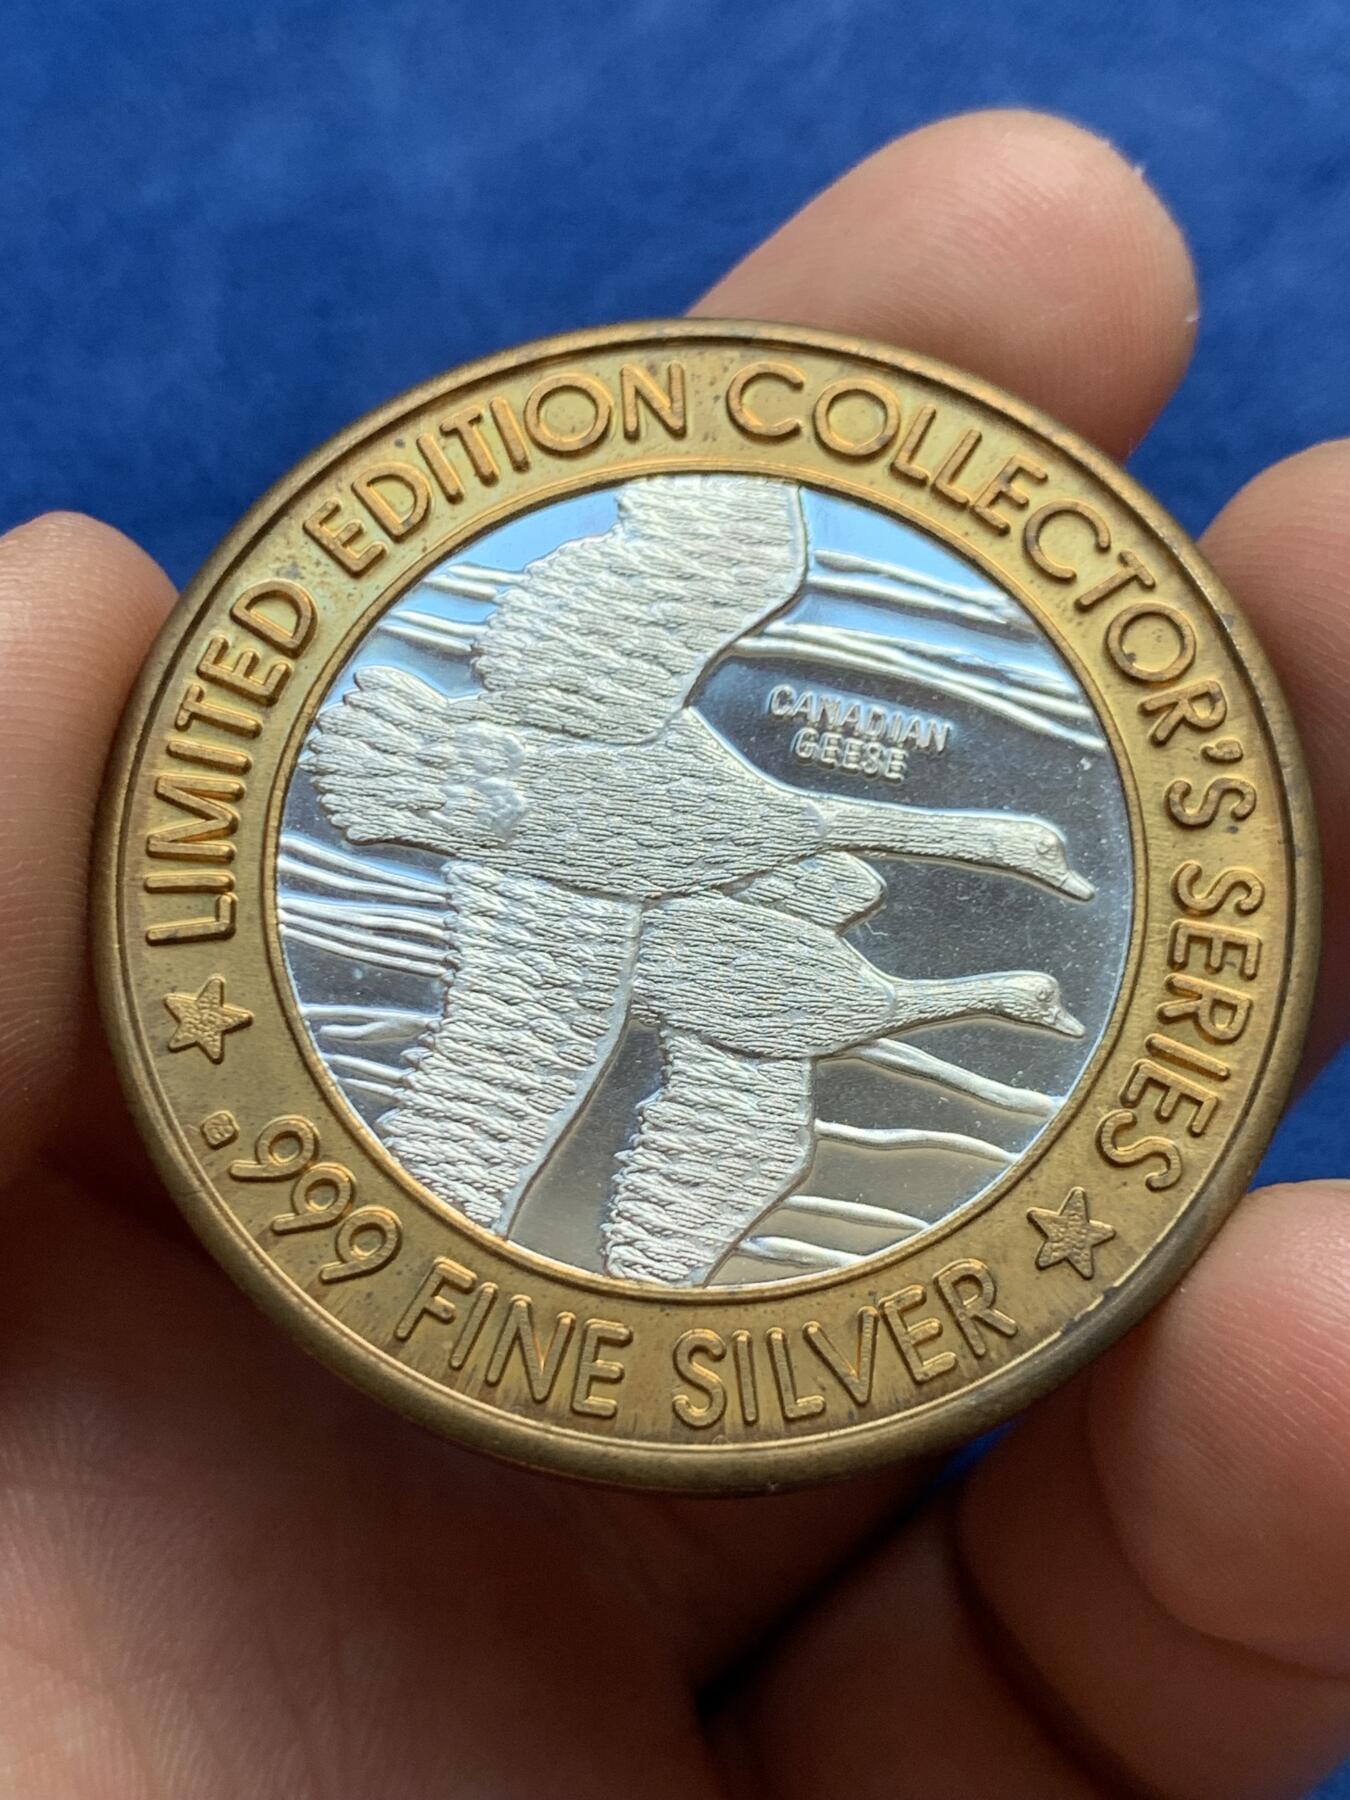 LIMITED EDITION COLLECTOR'S SERIES
CANADIAN
GEESE
.999 FINE SILVER